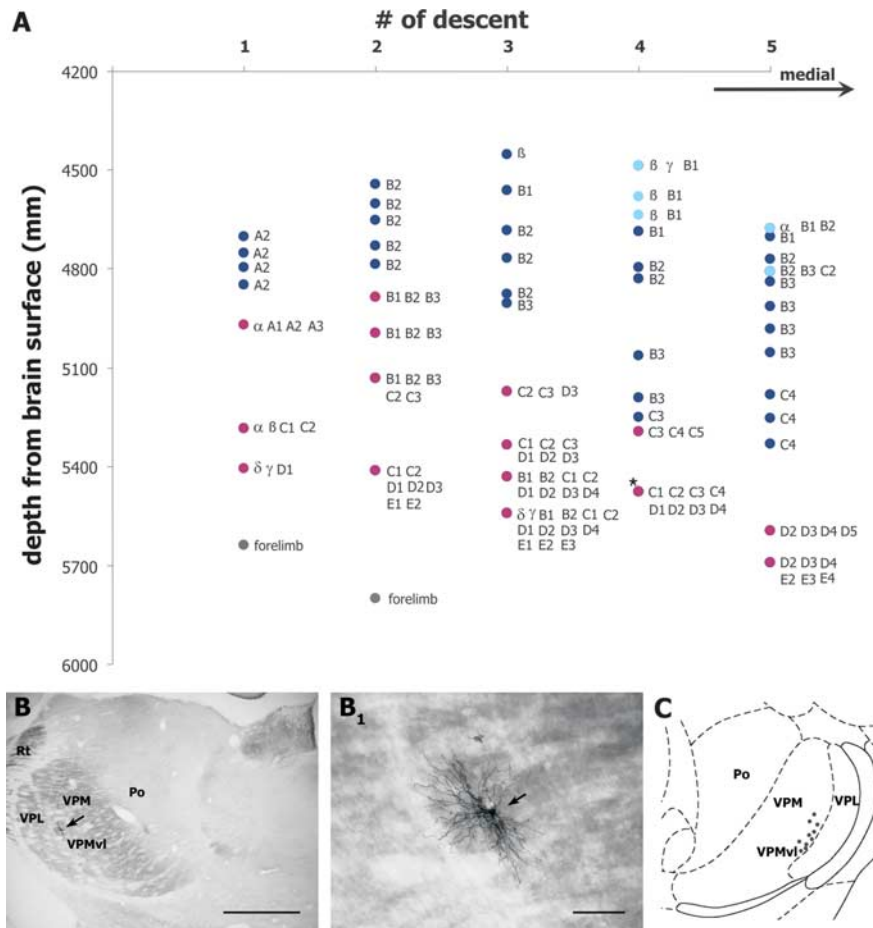 A
# of descent
1 2 3 4 5
medial
depth from brain surface (mm)
4200
4500
4800
5100
5400
5700
6000
A2
A2
A2
A2
α A1 A2 A3
α ß C1 C2
δ γ D1
forelimb
B2
B2
B2
B2
B2
B1 B2 B3
B1 B2 B3
B1 B2 B3
C2 C3
C1 C2
D1 D2 D3
E1 E2
forelimb
ß
B1
B2
B2
B2
B3
C2 C3 D3
C1 C2 C3
D1 D2 D3
B1 B2 C1 C2
D1 D2 D3 D4
δ γ B1 B2 C1 C2
D1 D2 D3 D4
E1 E2 E3
ß γ B1
ß B1
ß B1
B1
B2
B2
B3
B3
C3
C3 C4 C5
*
C1 C2 C3 C4
D1 D2 D3 D4
α B1 B2
B1
B2
B2 B3 C2
B3
B3
B3
B3
C4
C4
C4
D2 D3 D4 D5
D2 D3 D4
E2 E3 E4
B
Rt
VPM
Po
VPL
VPMvl
B1
C
Po
VPM
VPL
VPMvl